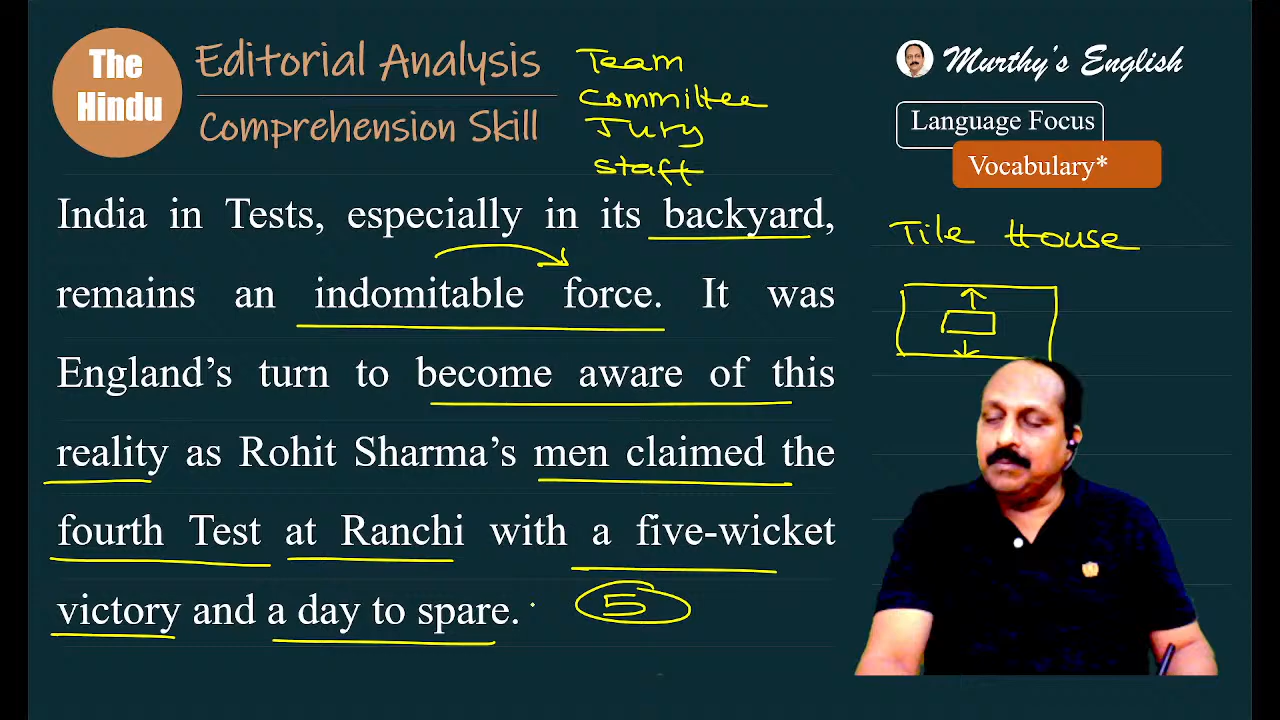 The
Hindu
Editorial Analysis
Comprehension Skill
Team
committee
Jury
staff
Murthy's English
Language Focus
Vocabulary*
India in Tests, especially in its backyard,
remains an indomitable force. It was
England’s turn to become aware of this
reality as Rohit Sharma’s men claimed the
fourth Test at Ranchi with a five-wicket
victory and a day to spare.
5
Tile House